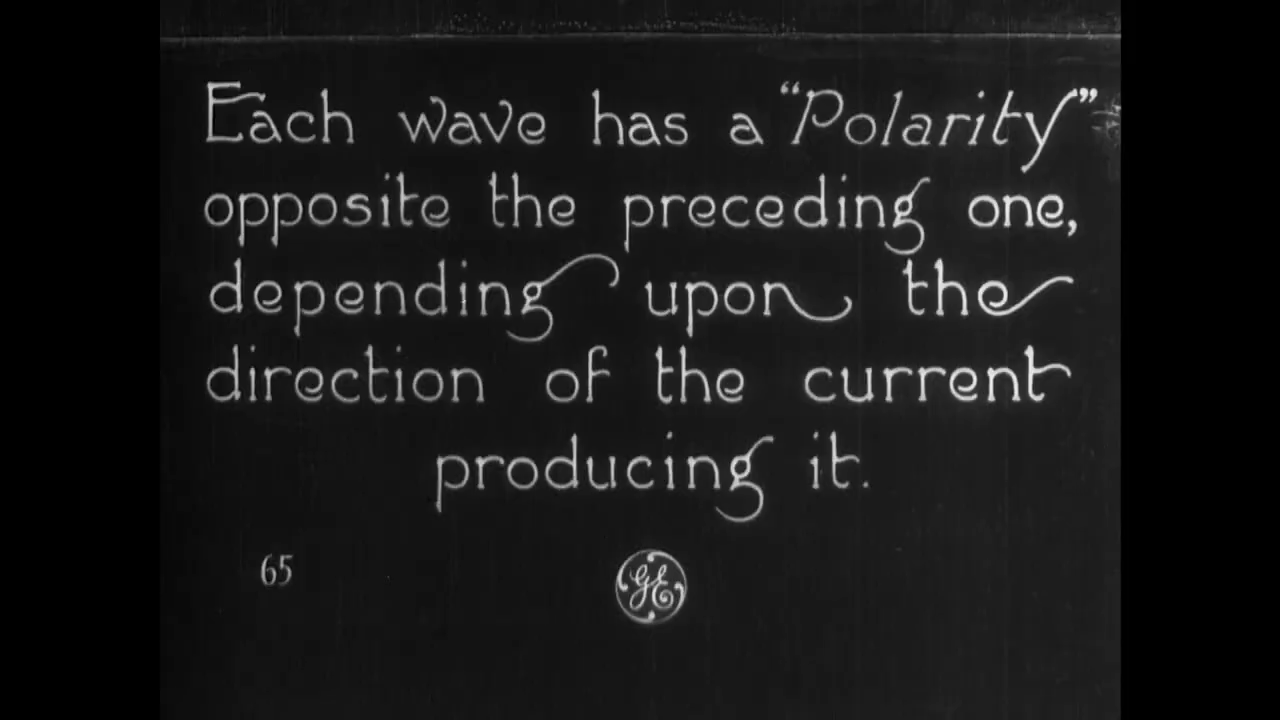 Each wave has a “Polarity”
opposite the preceding one,
depending upon the
direction of the current
producing it.
65
GE